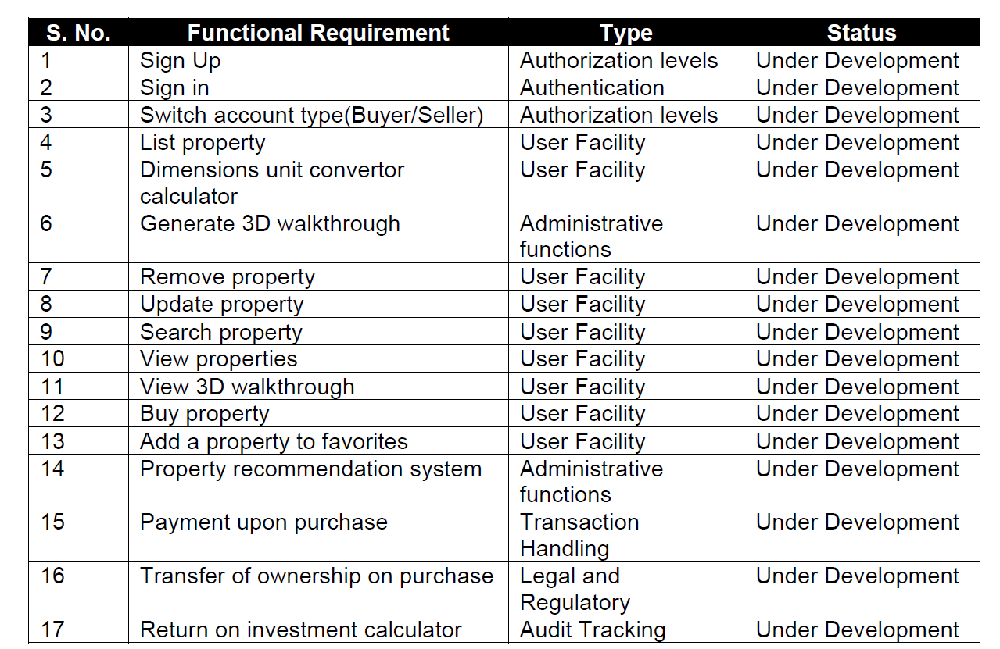 S. No. Functional Requirement Type Status
1 Sign Up Authorization levels Under Development
2 Sign in Authentication Under Development
3 Switch account type(Buyer/Seller) Authorization levels Under Development
4 List property User Facility Under Development
5 Dimensions unit convertor User Facility Under Development
calculator
6 Generate 3D walkthrough Administrative Under Development
functions
7 Remove property User Facility Under Development
8 Update property User Facility Under Development
9 Search property User Facility Under Development
10 View properties User Facility Under Development
11 View 3D walkthrough User Facility Under Development
12 Buy property User Facility Under Development
13 Add a property to favorites User Facility Under Development
14 Property recommendation system Administrative Under Development
functions
15 Payment upon purchase Transaction Under Development
Handling
16 Transfer of ownership on purchase Legal and Under Development
Regulatory
17 Return on investment calculator Audit Tracking Under Development